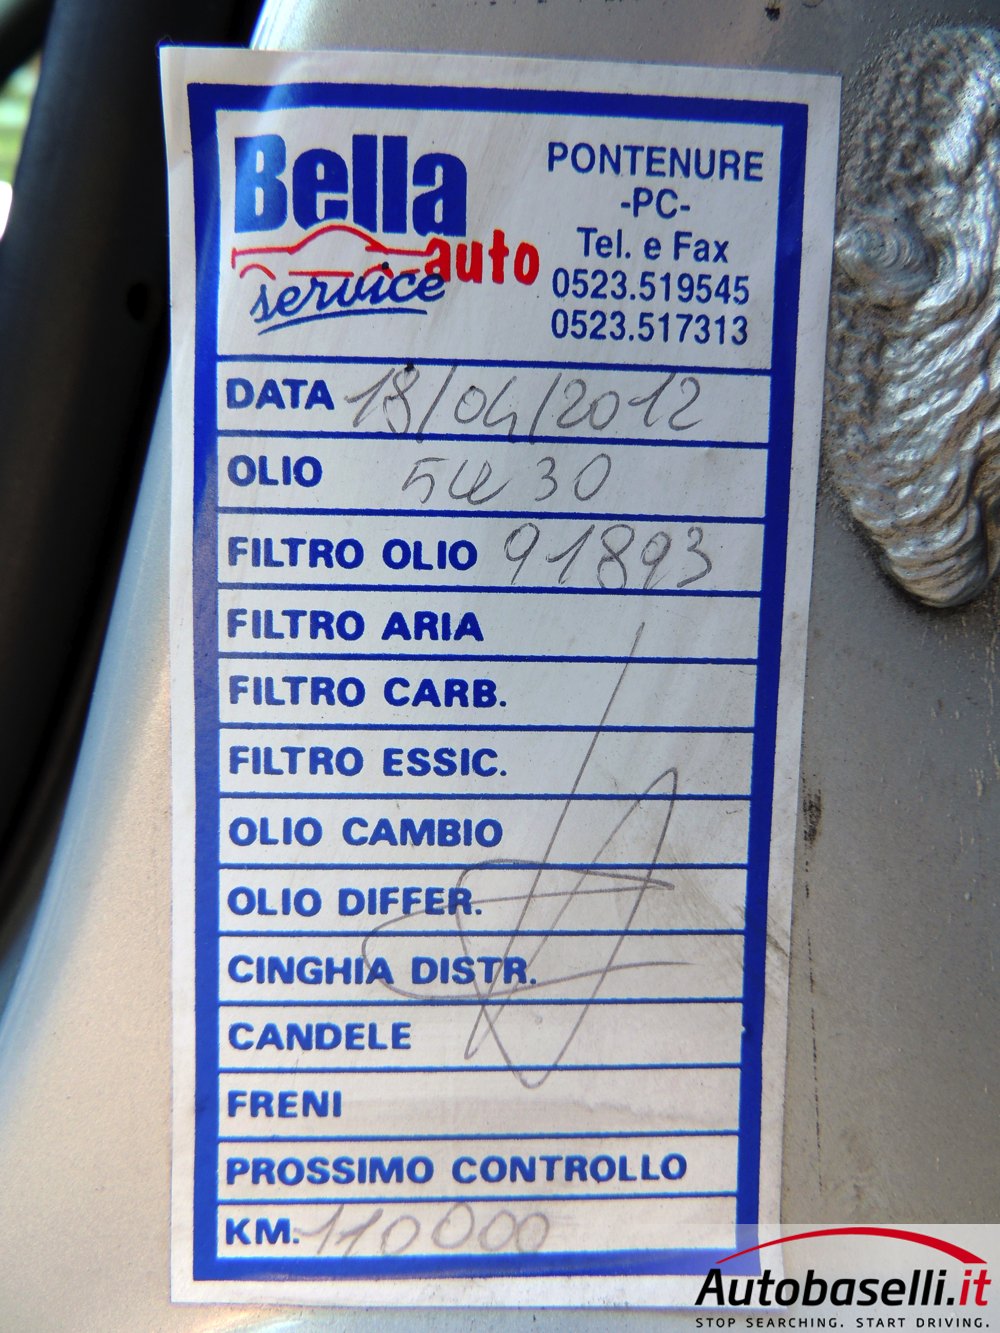 Bella
auto
service
PONTENURE
-PC-
Tel. e Fax
0523.519545
0523.517313
DATA 18/04/2012
OLIO 5W30
FILTRO OLIO 91893
FILTRO ARIA
FILTRO CARB.
FILTRO ESSIC.
OLIO CAMBIO
OLIO DIFFER.
CINGHIA DISTR.
CANDELE
FRENI
PROSSIMO CONTROLLO
KM. 110000
Autobaselli.it
STOP SEARCHING. START DRIVING.